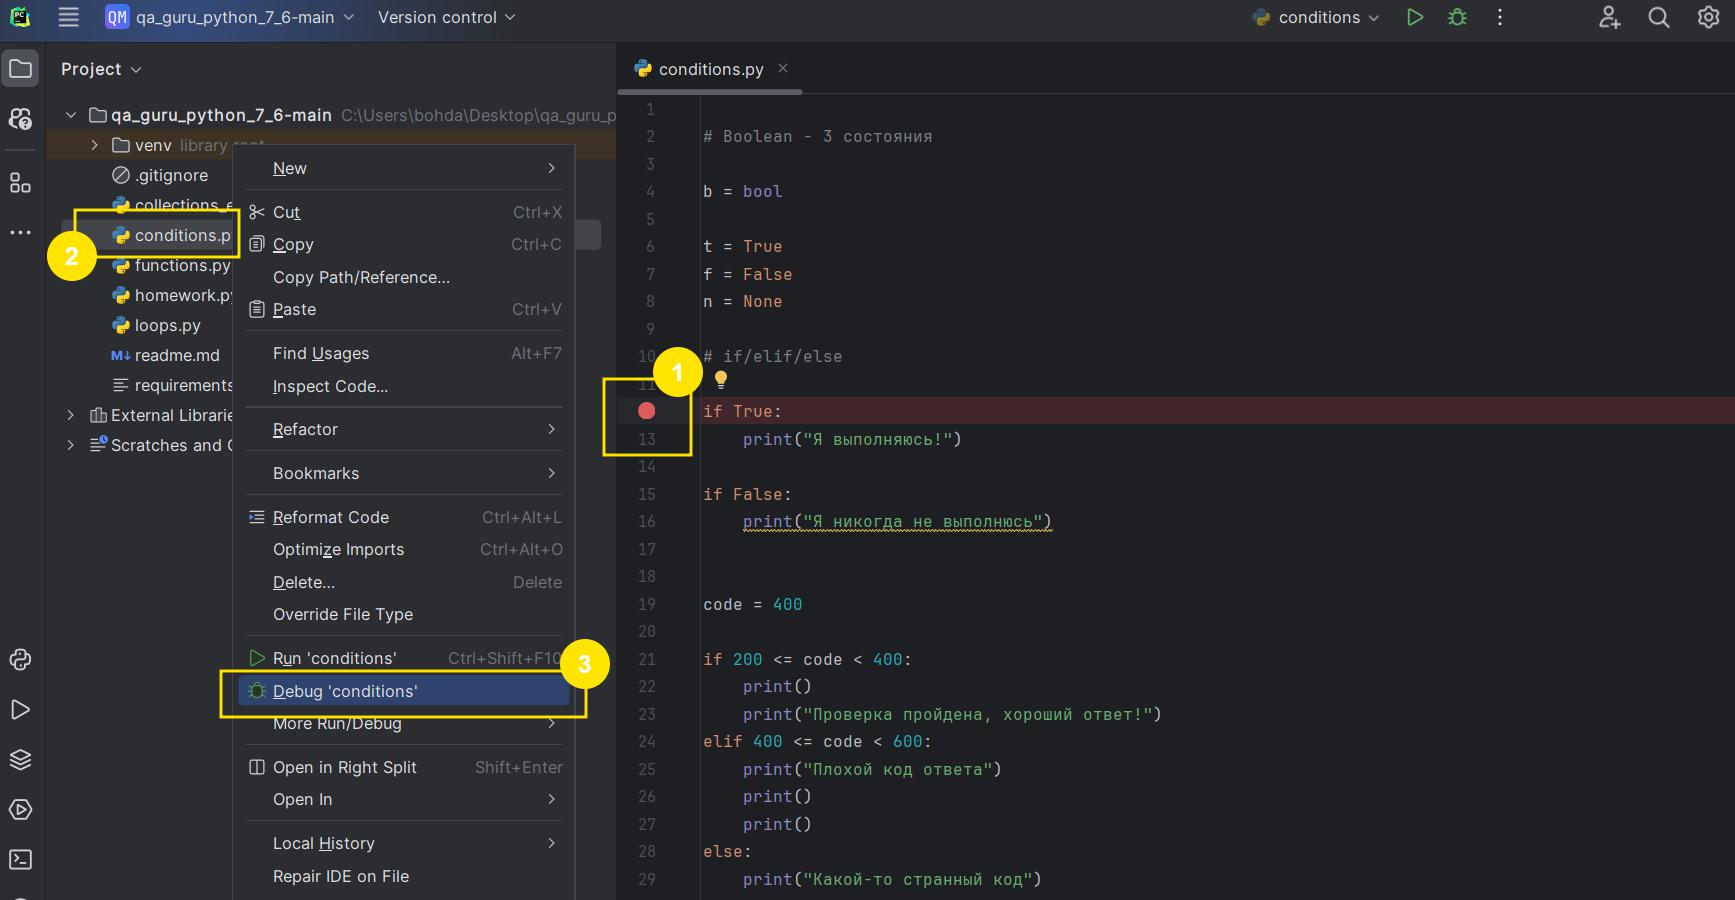 PC
QM qa_guru_python_7_6-main Version control conditions
Project
qa_guru_python_7_6-main C:\Users\bohda\Desktop\qa_guru_p
venv library root
.gitignore
collections_e
conditions.p
functions.py
homework.py
loops.py
M↓ readme.md
requirements
External Librarie
Scratches and C
2
New
Cut Ctrl+X
Copy Ctrl+C
Copy Path/Reference...
Paste Ctrl+V
Find Usages Alt+F7
Inspect Code...
Refactor
Bookmarks
Reformat Code Ctrl+Alt+L
Optimize Imports Ctrl+Alt+O
Delete... Delete
Override File Type
Run 'conditions' Ctrl+Shift+F10
3
Debug 'conditions'
More Run/Debug
Open in Right Split Shift+Enter
Open In
Local History
Repair IDE on File
conditions.py
1
2 # Boolean - 3 состояния
3
4 b = bool
5
6 t = True
7 f = False
8 n = None
9
10 # if/elif/else
1
11
if True:
13 print("Я выполняюсь!")
14
15 if False:
16 print("Я никогда не выполнюсь")
17
18
19 code = 400
20
21 if 200 <= code < 400:
22 print()
23 print("Проверка пройдена, хороший ответ!")
24 elif 400 <= code < 600:
25 print("Плохой код ответа")
26 print()
27 print()
28 else:
29 print("Какой-то странный код")